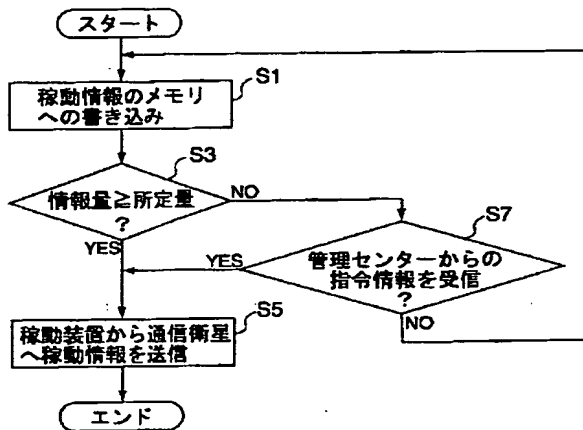 スタート
S1
稼動情報のメモリ
への書き込み
S3
情報量≧所定量
?
NO
YES
S7
管理センターからの
指令情報を受信
?
YES
NO
S5
稼動装置から通信衛星
へ稼動情報を送信
エンド